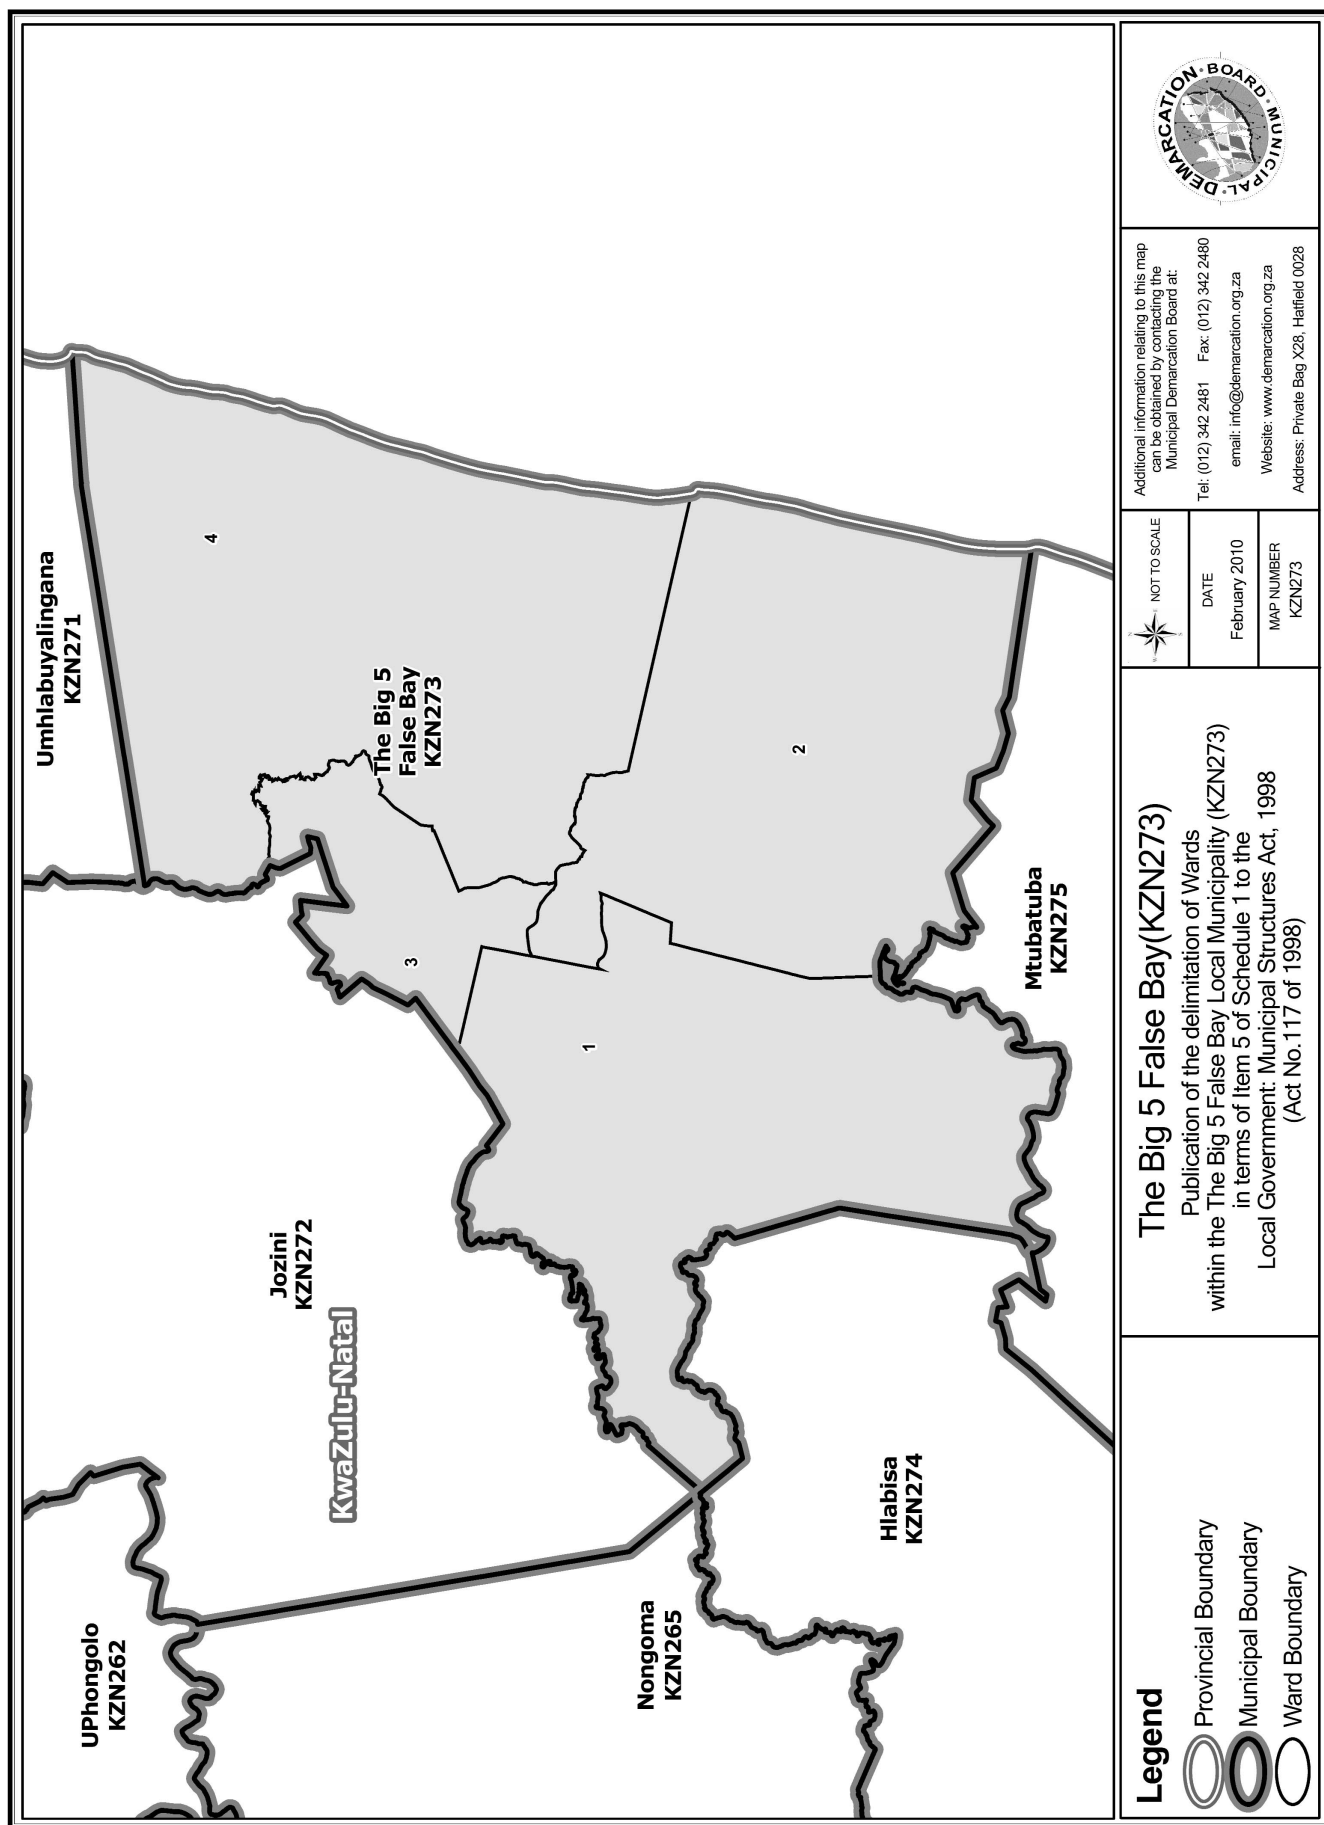 UPhongolo
KZN262
Umhlabuyalingana
KZN271
Jozini
KZN272
KwaZulu-Natal
4
The Big 5
False Bay
KZN273
3
1
2
Nongoma
KZN265
Hlabisa
KZN274
Mtubatuba
KZN275
Legend
Provincial Boundary
Municipal Boundary
Ward Boundary
The Big 5 False Bay(KZN273)
Publication of the delimitation of Wards
within the The Big 5 False Bay Local Municipality (KZN273)
in terms of Item 5 of Schedule 1 to the
Local Government: Municipal Structures Act, 1998
(Act No.117 of 1998)
N
W E
S
NOT TO SCALE
DATE
February 2010
MAP NUMBER
KZN273
Additional information relating to this map
can be obtained by contacting the
Municipal Demarcation Board at:
Tel: (012) 342 2481 Fax: (012) 342 2480
email: info@demarcation.org.za
Website: www.demarcation.org.za
Address: Private Bag X28, Hatfield 0028
MUNICIPAL · DEMARCATION · BOARD ·